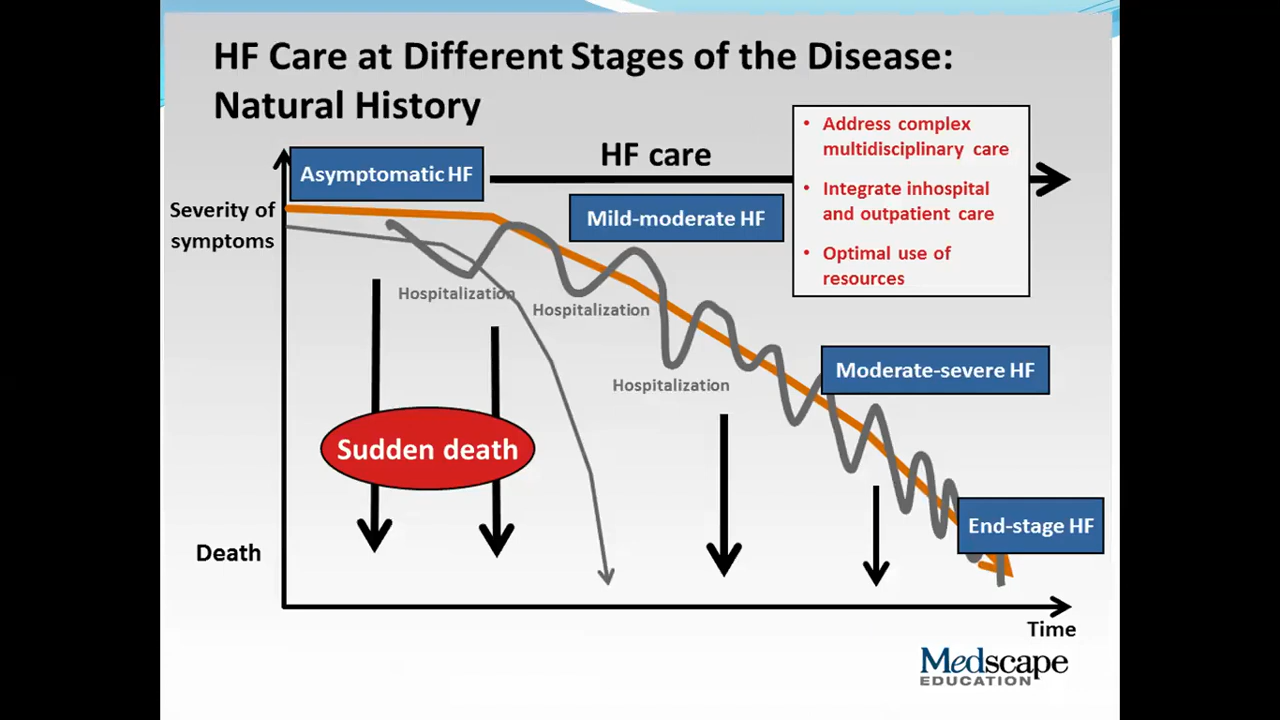 HF Care at Different Stages of the Disease:
Natural History
Asymptomatic HF
HF care
• Address complex
multidisciplinary care
• Integrate inhospital
and outpatient care
• Optimal use of
resources
Severity of
symptoms
Mild-moderate HF
Hospitalization
Hospitalization
Hospitalization
Moderate-severe HF
Sudden death
End-stage HF
Death
Time
Medscape
EDUCATION